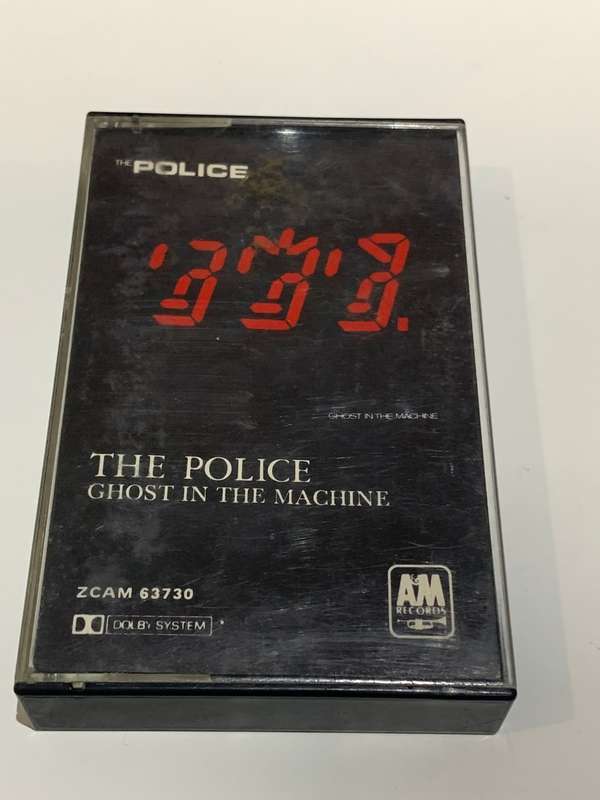 THE POLICE
GHOST IN THE MACHINE
THE POLICE
GHOST IN THE MACHINE
ZCAM 63730
DOLBY SYSTEM
A&M
RECORDS